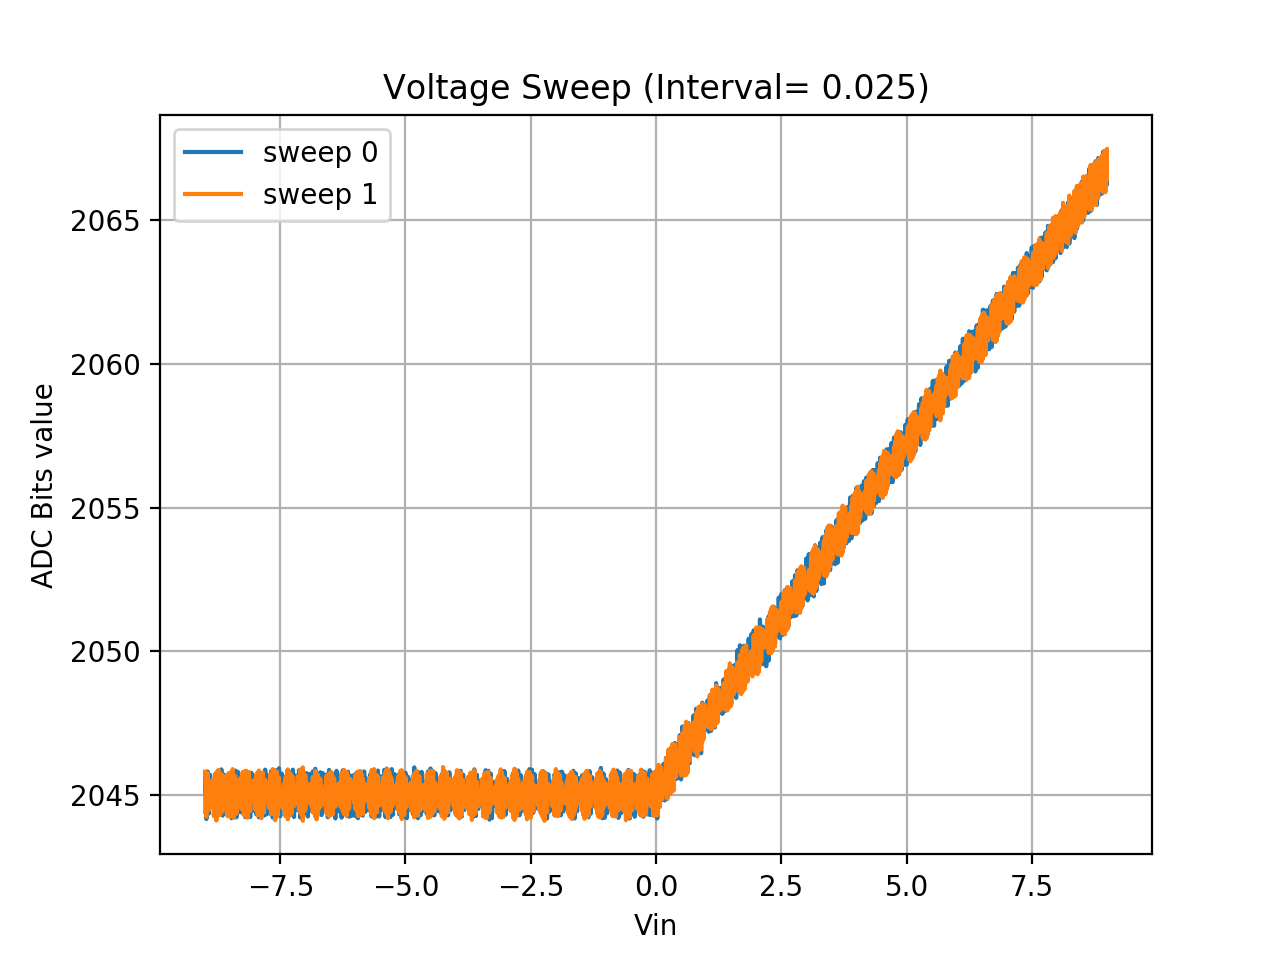 Voltage Sweep (Interval= 0.025)
sweep 0
sweep 1
ADC Bits value
2065
2060
2055
2050
2045
−7.5 −5.0 −2.5 0.0 2.5 5.0 7.5
Vin